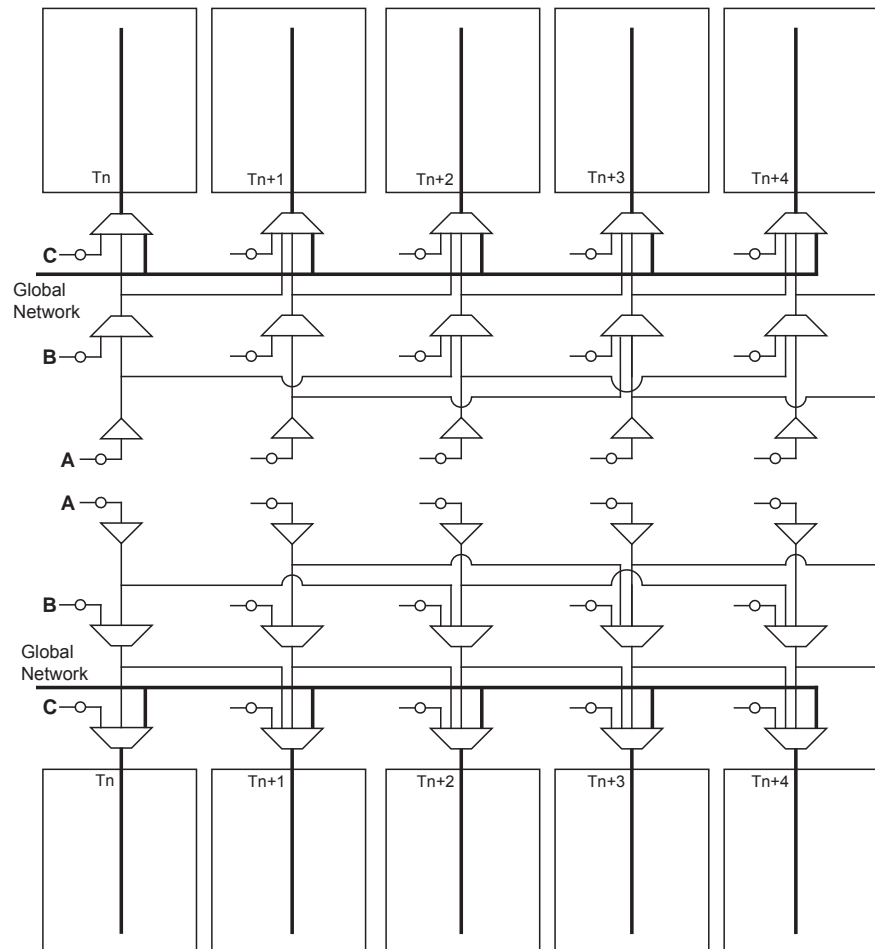 Tn Tn+1 Tn+2 Tn+3 Tn+4
C
Global
Network
B
A
A
B
Global
Network
C
Tn Tn+1 Tn+2 Tn+3 Tn+4